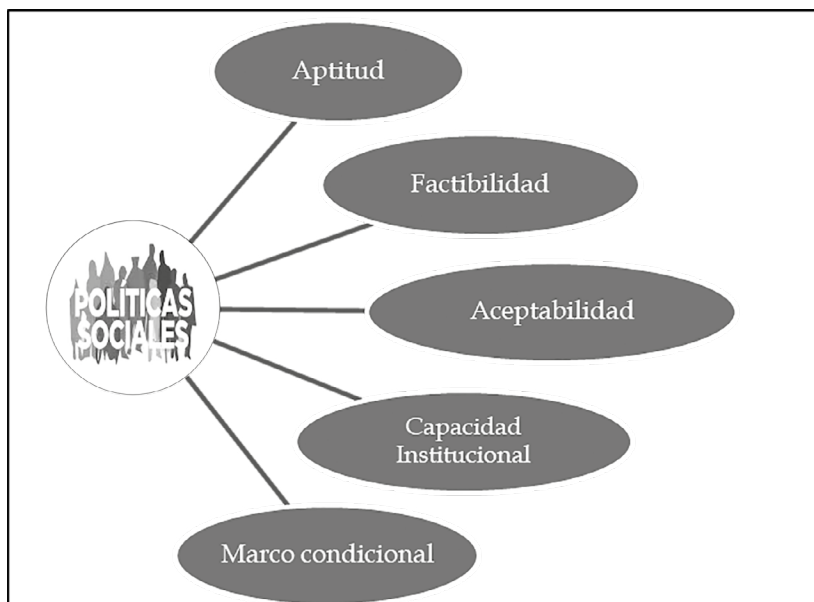 Aptitud
Factibilidad
POLÍTICAS
SOCIALES
Aceptabilidad
Capacidad
Institucional
Marco condicional